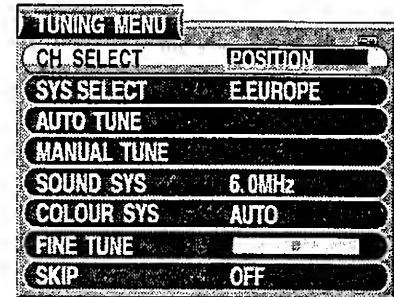 TUNING MENU
CH SELECT POSITION
SYS SELECT E.EUROPE
AUTO TUNE
MANUAL TUNE
SOUND SYS 6.0MHz
COLOUR SYS AUTO
FINE TUNE
SKIP OFF